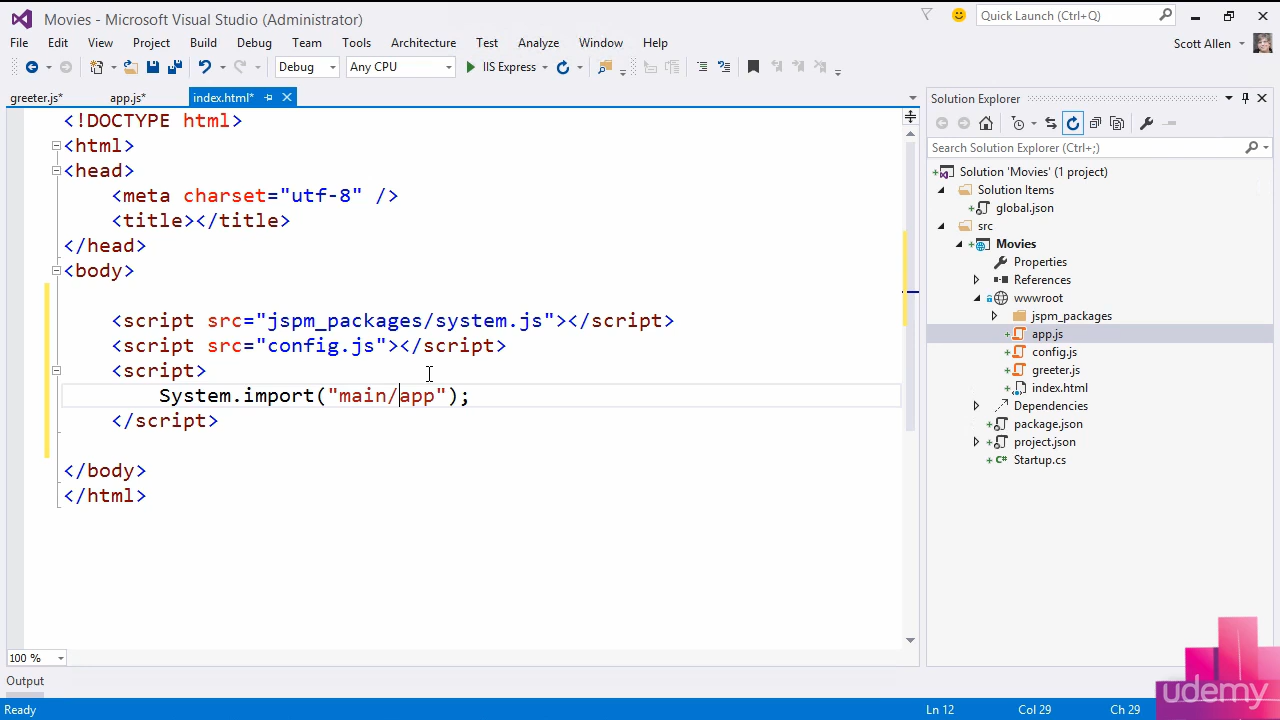 Movies - Microsoft Visual Studio (Administrator)
Quick Launch (Ctrl+Q)
File Edit View Project Build Debug Team Tools Architecture Test Analyze Window Help
Scott Allen
Debug Any CPU IIS Express
greeter.js* app.js* index.html*
<!DOCTYPE html>
<html>
<head>
<meta charset="utf-8" />
<title></title>
</head>
<body>
<script src="jspm_packages/system.js"></script>
<script src="config.js"></script>
<script>
System.import("main/app");
</script>
</body>
</html>
100 %
Solution Explorer
Search Solution Explorer (Ctrl+;)
Solution 'Movies' (1 project)
Solution Items
global.json
src
Movies
Properties
References
wwwroot
jspm_packages
app.js
config.js
greeter.js
index.html
Dependencies
package.json
project.json
Startup.cs
Output
Ready Ln 12 Col 29 Ch 29
udemy